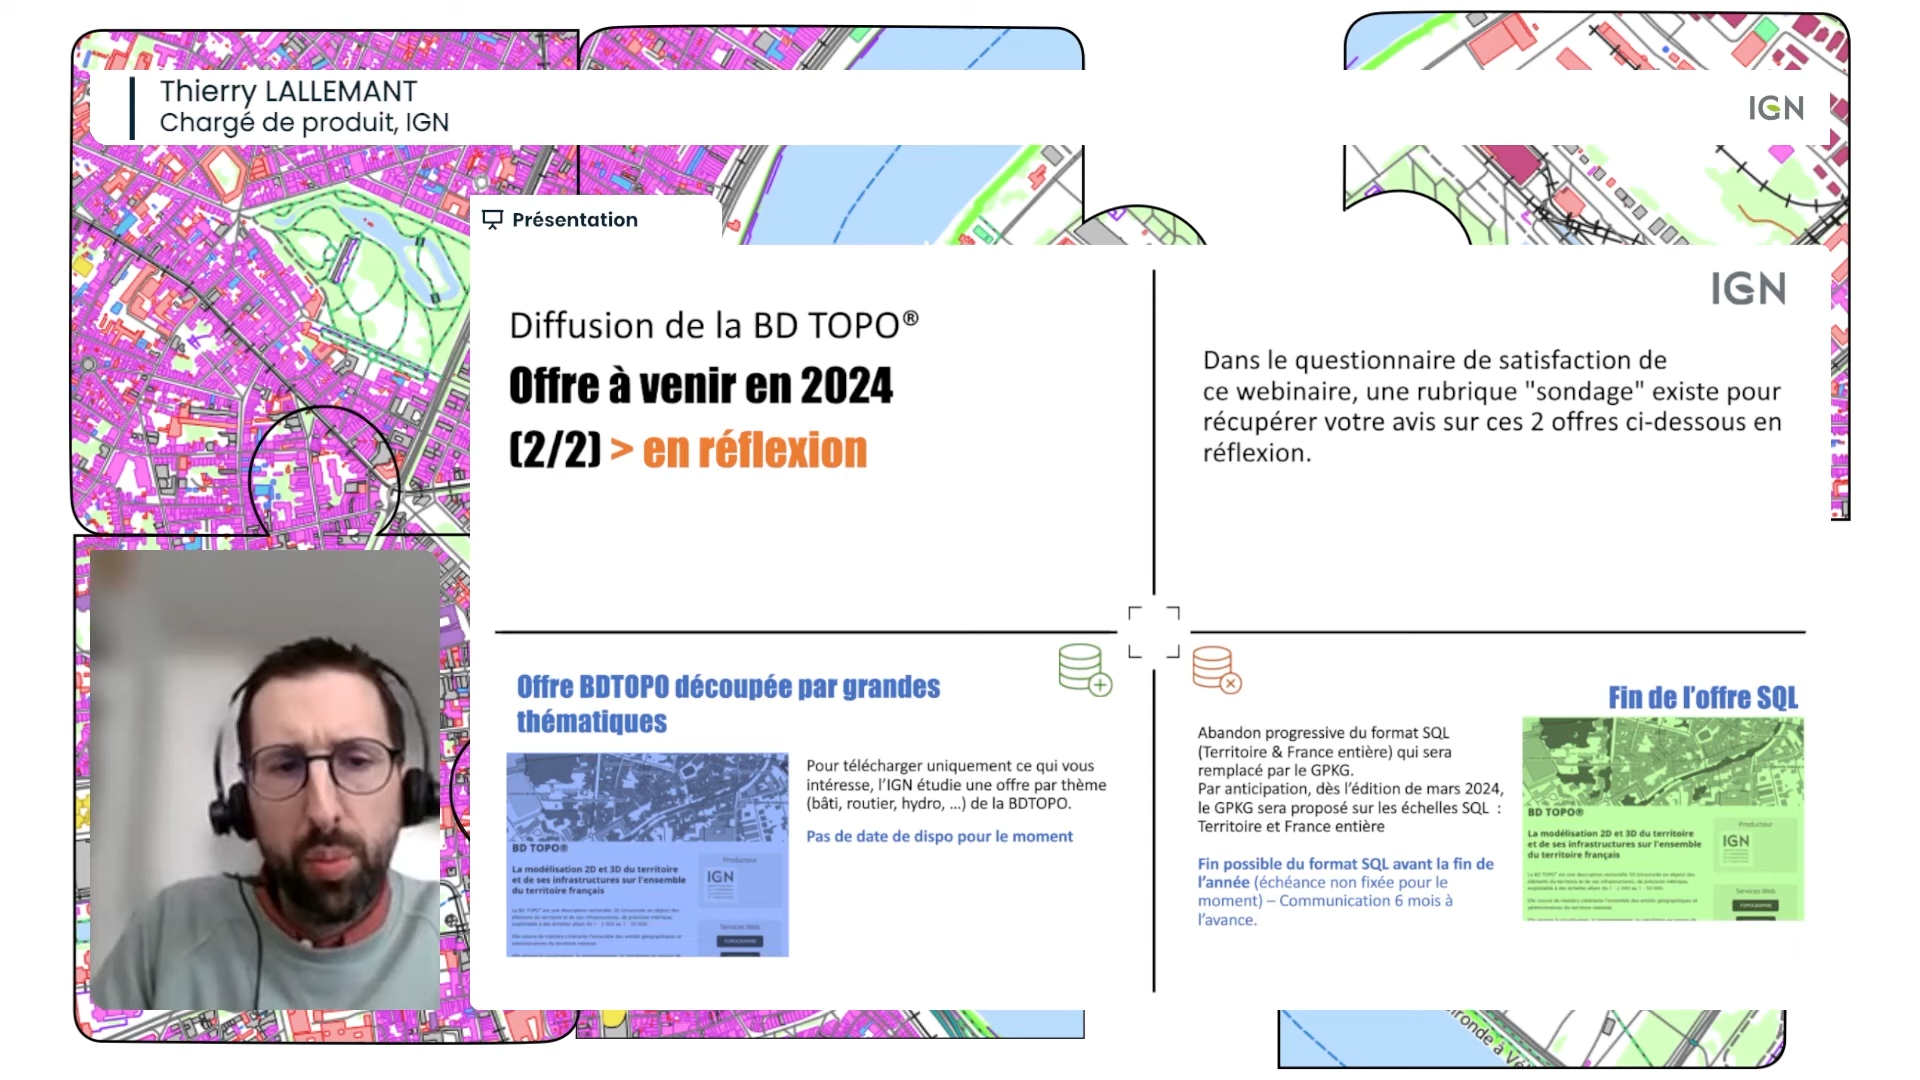 Thierry LALLEMANT
Chargé de produit, IGN
IGN
Présentation
IGN
Diffusion de la BD TOPO®
Offre à venir en 2024
(2/2) > en réflexion
Dans le questionnaire de satisfaction de
ce webinaire, une rubrique "sondage" existe pour
récupérer votre avis sur ces 2 offres ci-dessous en
réflexion.
Offre BDTOPO découpée par grandes
thématiques
Pour télécharger uniquement ce qui vous
intéresse, l’IGN étudie une offre par thème
(bâti, routier, hydro, …) de la BDTOPO.
Pas de date de dispo pour le moment
BD TOPO®
La modélisation 2D et 3D du territoire
et de ses infrastructures sur l'ensemble
du territoire français
Producteur
IGN
Services Web
TOPOGRAPHIE
Fin de l’offre SQL
Abandon progressive du format SQL
(Territoire & France entière) qui sera
remplacé par le GPKG.
Par anticipation, dès l’édition de mars 2024,
le GPKG sera proposé sur les échelles SQL :
Territoire et France entière
Fin possible du format SQL avant la fin de
l’année (échéance non fixée pour le
moment) – Communication 6 mois à
l’avance.
BD TOPO®
La modélisation 2D et 3D du territoire
et de ses infrastructures sur l'ensemble
du territoire français
Producteur
IGN
Services Web
TOPOGRAPHIE